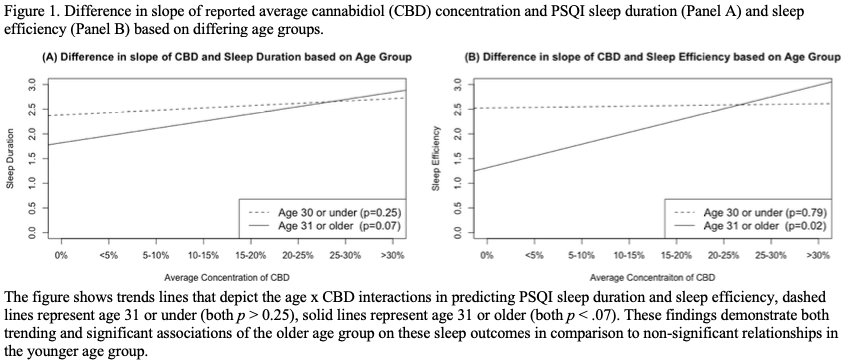 Figure 1. Difference in slope of reported average cannabidiol (CBD) concentration and PSQI sleep duration (Panel A) and sleep
efficiency (Panel B) based on differing age groups.
(A) Difference in slope of CBD and Sleep Duration based on Age Group
Sleep Duration
3.0
2.5
2.0
1.5
1.0
0.5
0.0
Age 30 or under (p=0.25)
Age 31 or older (p=0.07)
0% <5% 5-10% 10-15% 15-20% 20-25% 25-30% >30%
Average Concentration of CBD
(B) Difference in slope of CBD and Sleep Efficiency based on Age Group
Sleep Efficiency
3.0
2.5
2.0
1.5
1.0
0.5
0.0
Age 30 or under (p=0.79)
Age 31 or older (p=0.02)
0% <5% 5-10% 10-15% 15-20% 20-25% 25-30% >30%
Average Concentraiton of CBD
The figure shows trends lines that depict the age x CBD interactions in predicting PSQI sleep duration and sleep efficiency, dashed
lines represent age 31 or under (both p > 0.25), solid lines represent age 31 or older (both p < .07). These findings demonstrate both
trending and significant associations of the older age group on these sleep outcomes in comparison to non-significant relationships in
the younger age group.